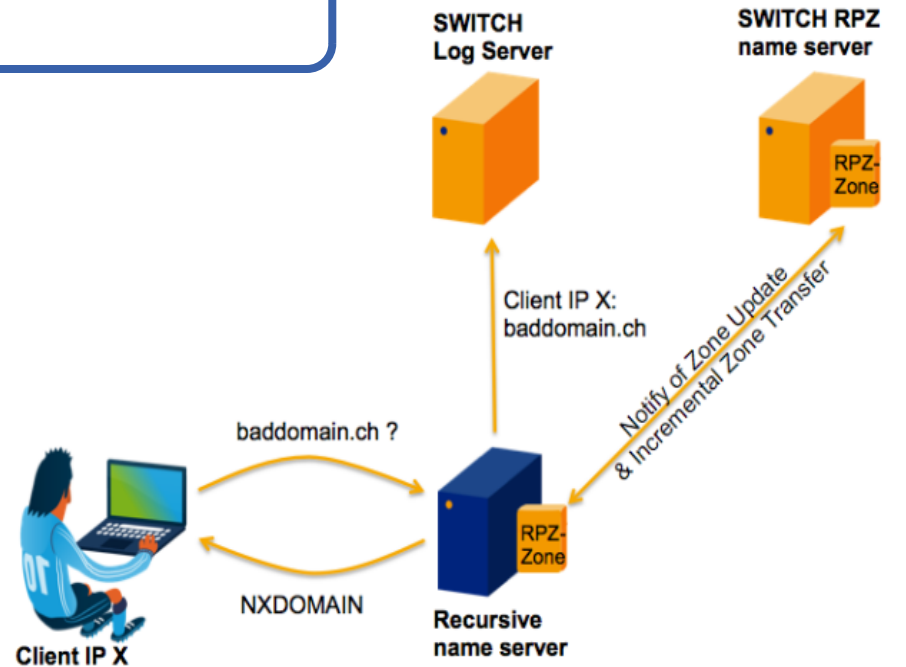 SWITCH
Log Server
SWITCH RPZ
name server
RPZ-
Zone
Client IP X:
baddomain.ch
Notify of Zone Update
& Incremental Zone Transfer
baddomain.ch ?
RPZ-
Zone
NXDOMAIN
10
Recursive
name server
Client IP X